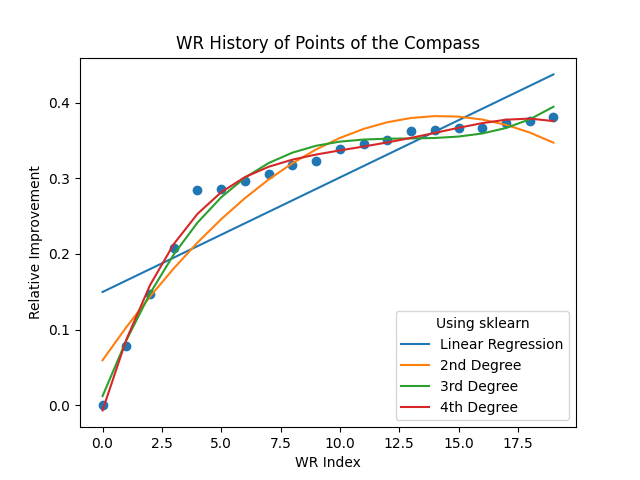 WR History of Points of the Compass
Relative Improvement
0.4
0.3
0.2
0.1
0.0
0.0 2.5 5.0 7.5 10.0 12.5 15.0 17.5
WR Index
Using sklearn
Linear Regression
2nd Degree
3rd Degree
4th Degree